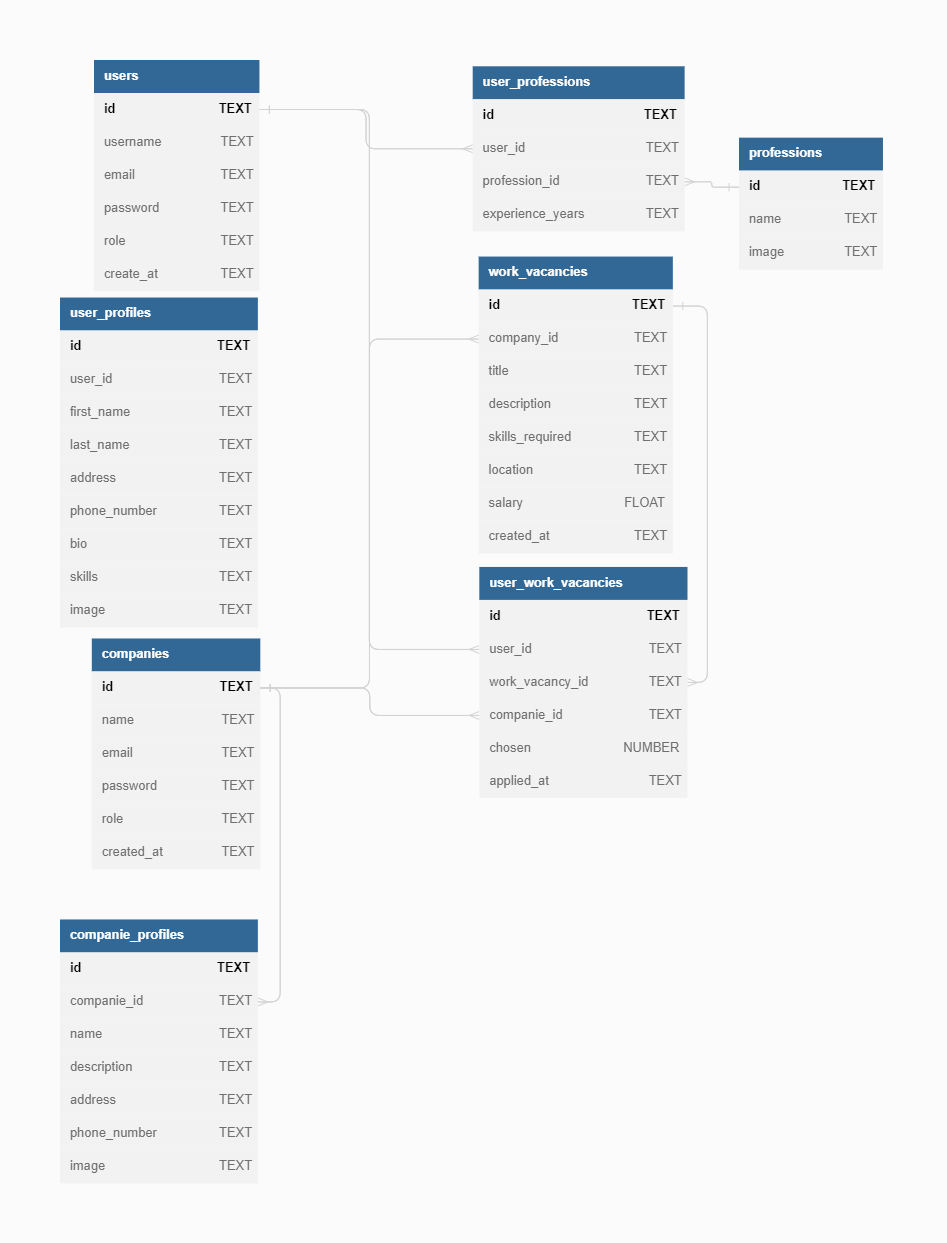 users
id TEXT
username TEXT
email TEXT
password TEXT
role TEXT
create_at TEXT
user_profiles
id TEXT
user_id TEXT
first_name TEXT
last_name TEXT
address TEXT
phone_number TEXT
bio TEXT
skills TEXT
image TEXT
companies
id TEXT
name TEXT
email TEXT
password TEXT
role TEXT
created_at TEXT
companie_profiles
id TEXT
companie_id TEXT
name TEXT
description TEXT
address TEXT
phone_number TEXT
image TEXT
user_professions
id TEXT
user_id TEXT
profession_id TEXT
experience_years TEXT
work_vacancies
id TEXT
company_id TEXT
title TEXT
description TEXT
skills_required TEXT
location TEXT
salary FLOAT
created_at TEXT
user_work_vacancies
id TEXT
user_id TEXT
work_vacancy_id TEXT
companie_id TEXT
chosen NUMBER
applied_at TEXT
professions
id TEXT
name TEXT
image TEXT